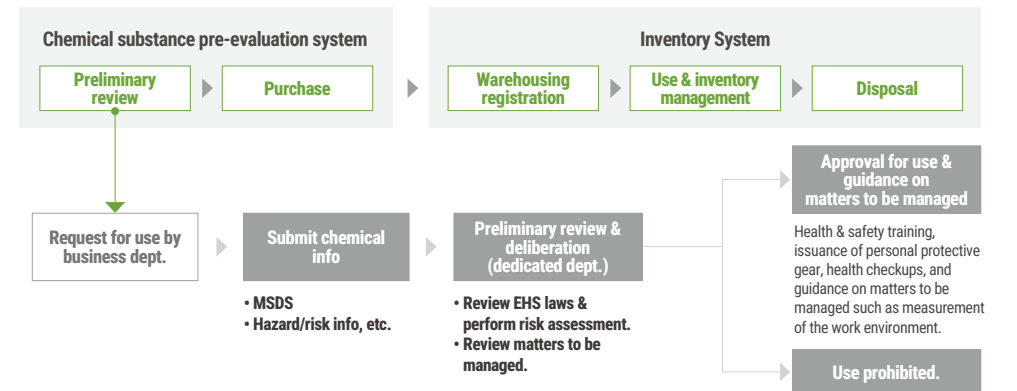 Chemical substance pre-evaluation system
Inventory System
Preliminary
review
Purchase
Warehousing
registration
Use & inventory
management
Disposal
Request for use by
business dept.
Submit chemical
info
• MSDS
• Hazard/risk info, etc.
Preliminary review &
deliberation
(dedicated dept.)
• Review EHS laws &
perform risk assessment.
• Review matters to be
managed.
Approval for use &
guidance on
matters to be managed
Health & safety training,
issuance of personal protective
gear, health checkups, and
guidance on matters to be
managed such as measurement
of the work environment.
Use prohibited.